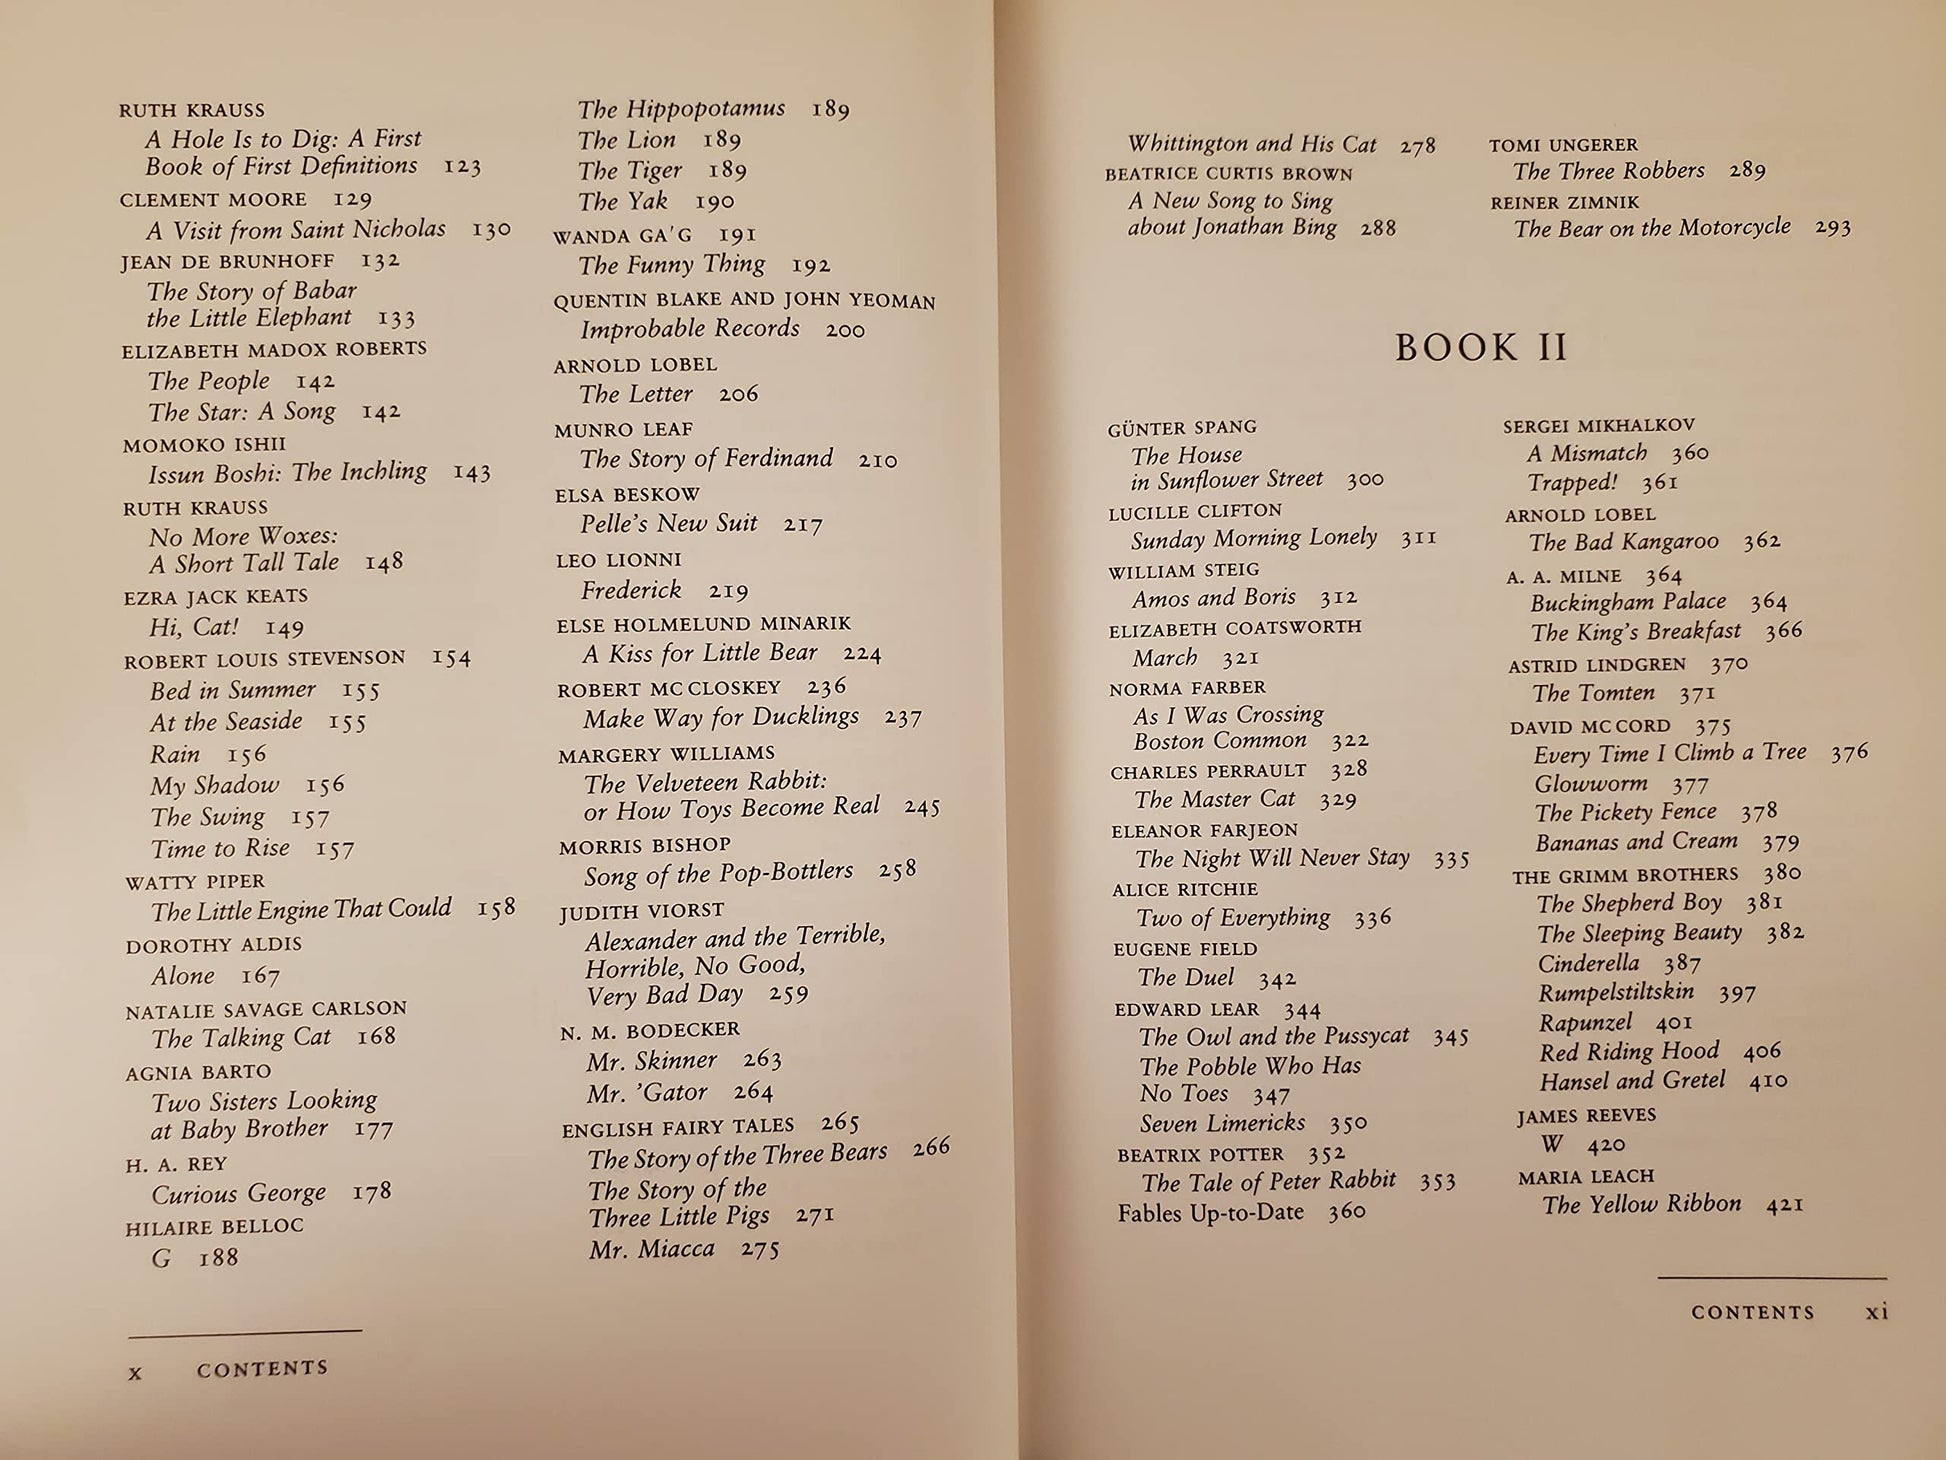 RUTH KRAUSS
A Hole Is to Dig: A First
Book of First Definitions 123
CLEMENT MOORE 129
A Visit from Saint Nicholas 130
JEAN DE BRUNHOFF 132
The Story of Babar
the Little Elephant 133
ELIZABETH MADOX ROBERTS
The People 142
The Star: A Song 142
MOMOKO ISHII
Issun Boshi: The Inchling 143
RUTH KRAUSS
No More Woxes:
A Short Tall Tale 148
EZRA JACK KEATS
Hi, Cat! 149
ROBERT LOUIS STEVENSON 154
Bed in Summer 155
At the Seaside 155
Rain 156
My Shadow 156
The Swing 157
Time to Rise 157
WATTY PIPER
The Little Engine That Could 158
DOROTHY ALDIS
Alone 167
NATALIE SAVAGE CARLSON
The Talking Cat 168
AGNIA BARTO
Two Sisters Looking
at Baby Brother 177
H. A. REY
Curious George 178
HILAIRE BELLOC
G 188
The Hippopotamus 189
The Lion 189
The Tiger 189
The Yak 190
WANDA GA'G 191
The Funny Thing 192
QUENTIN BLAKE AND JOHN YEOMAN
Improbable Records 200
ARNOLD LOBEL
The Letter 206
MUNRO LEAF
The Story of Ferdinand 210
ELSA BESKOW
Pelle's New Suit 217
LEO LIONNI
Frederick 219
ELSE HOLMELUND MINARIK
A Kiss for Little Bear 224
ROBERT MC CLOSKEY 236
Make Way for Ducklings 237
MARGERY WILLIAMS
The Velveteen Rabbit:
or How Toys Become Real 245
MORRIS BISHOP
Song of the Pop-Bottlers 258
JUDITH VIORST
Alexander and the Terrible,
Horrible, No Good,
Very Bad Day 259
N. M. BODECKER
Mr. Skinner 263
Mr. 'Gator 264
ENGLISH FAIRY TALES 265
The Story of the Three Bears 266
The Story of the
Three Little Pigs 271
Mr. Miacca 275
x CONTENTS
Whittington and His Cat 278
BEATRICE CURTIS BROWN
A New Song to Sing
about Jonathan Bing 288
TOMI UNGERER
The Three Robbers 289
REINER ZIMNIK
The Bear on the Motorcycle 293
BOOK II
GÜNTER SPANG
The House
in Sunflower Street 300
LUCILLE CLIFTON
Sunday Morning Lonely 311
WILLIAM STEIG
Amos and Boris 312
ELIZABETH COATSWORTH
March 321
NORMA FARBER
As I Was Crossing
Boston Common 322
CHARLES PERRAULT 328
The Master Cat 329
ELEANOR FARJEON
The Night Will Never Stay 335
ALICE RITCHIE
Two of Everything 336
EUGENE FIELD
The Duel 342
EDWARD LEAR 344
The Owl and the Pussycat 345
The Pobble Who Has
No Toes 347
Seven Limericks 350
BEATRIX POTTER 352
The Tale of Peter Rabbit 353
Fables Up-to-Date 360
SERGEI MIKHALKOV
A Mismatch 360
Trapped! 361
ARNOLD LOBEL
The Bad Kangaroo 362
A. A. MILNE 364
Buckingham Palace 364
The King's Breakfast 366
ASTRID LINDGREN 370
The Tomten 371
DAVID MC CORD 375
Every Time I Climb a Tree 376
Glowworm 377
The Pickety Fence 378
Bananas and Cream 379
THE GRIMM BROTHERS 380
The Shepherd Boy 381
The Sleeping Beauty 382
Cinderella 387
Rumpelstiltskin 397
Rapunzel 401
Red Riding Hood 406
Hansel and Gretel 410
JAMES REEVES
W 420
MARIA LEACH
The Yellow Ribbon 421
CONTENTS xi